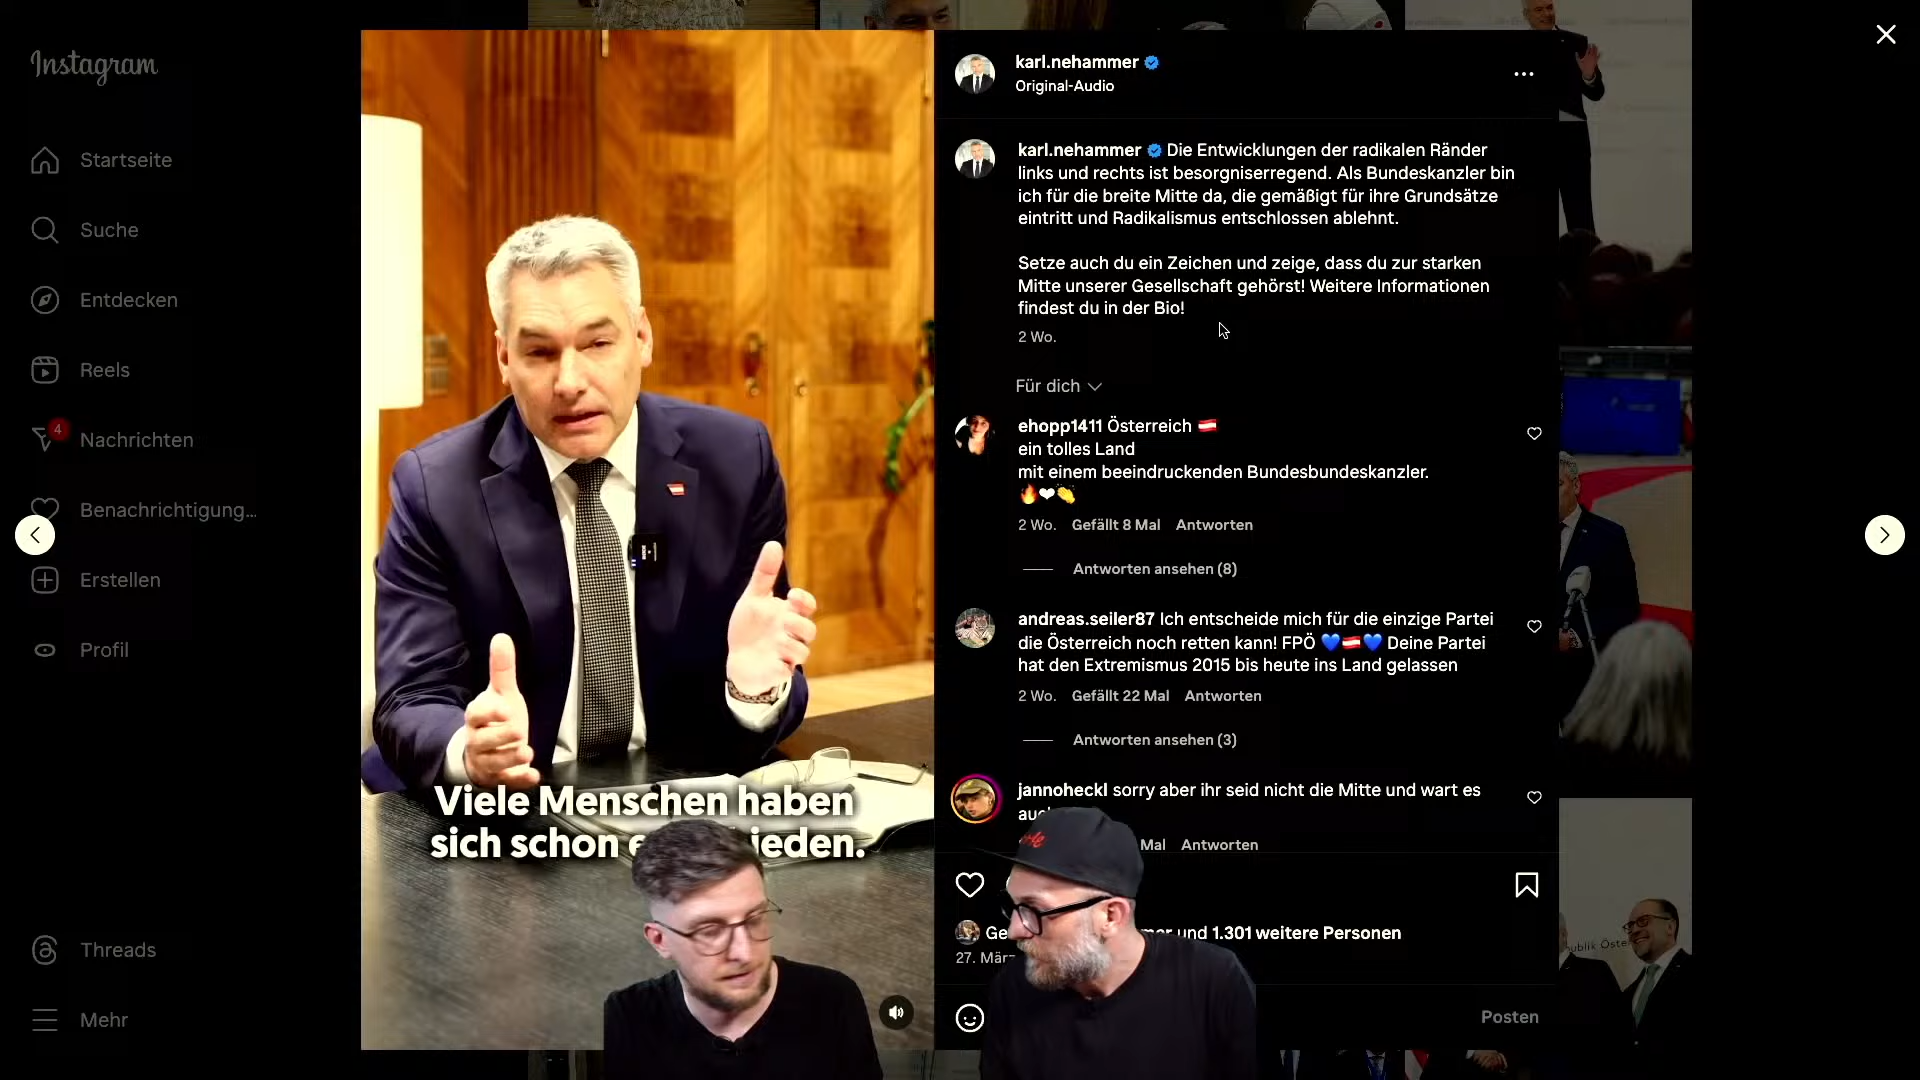 Instagram
Startseite
Suche
Entdecken
Reels
4
Nachrichten
Benachrichtigung...
Erstellen
Profil
Threads
Mehr
Viele Menschen haben
sich schon
karl.nehammer
Original-Audio
karl.nehammer Die Entwicklungen der radikalen Ränder
links und rechts ist besorgniserregend. Als Bundeskanzler bin
ich für die breite Mitte da, die gemäßigt für ihre Grundsätze
eintritt und Radikalismus entschlossen ablehnt.
Setze auch du ein Zeichen und zeige, dass du zur starken
Mitte unserer Gesellschaft gehörst! Weitere Informationen
findest du in der Bio!
2 Wo.
Für dich
ehopp1411 Österreich 🇦🇹
ein tolles Land
mit einem beeindruckenden Bundesbundeskanzler.
🔥❤👏
2 Wo. Gefällt 8 Mal Antworten
Antworten ansehen (8)
andreas.seiler87 Ich entscheide mich für die einzige Partei
die Österreich noch retten kann! FPÖ 💙🇦🇹💙 Deine Partei
hat den Extremismus 2015 bis heute ins Land gelassen
2 Wo. Gefällt 22 Mal Antworten
Antworten ansehen (3)
jannoheckl sorry aber ihr seid nicht die Mitte und wart es
Mal Antworten
und 1.301 weitere Personen
27. März
Posten